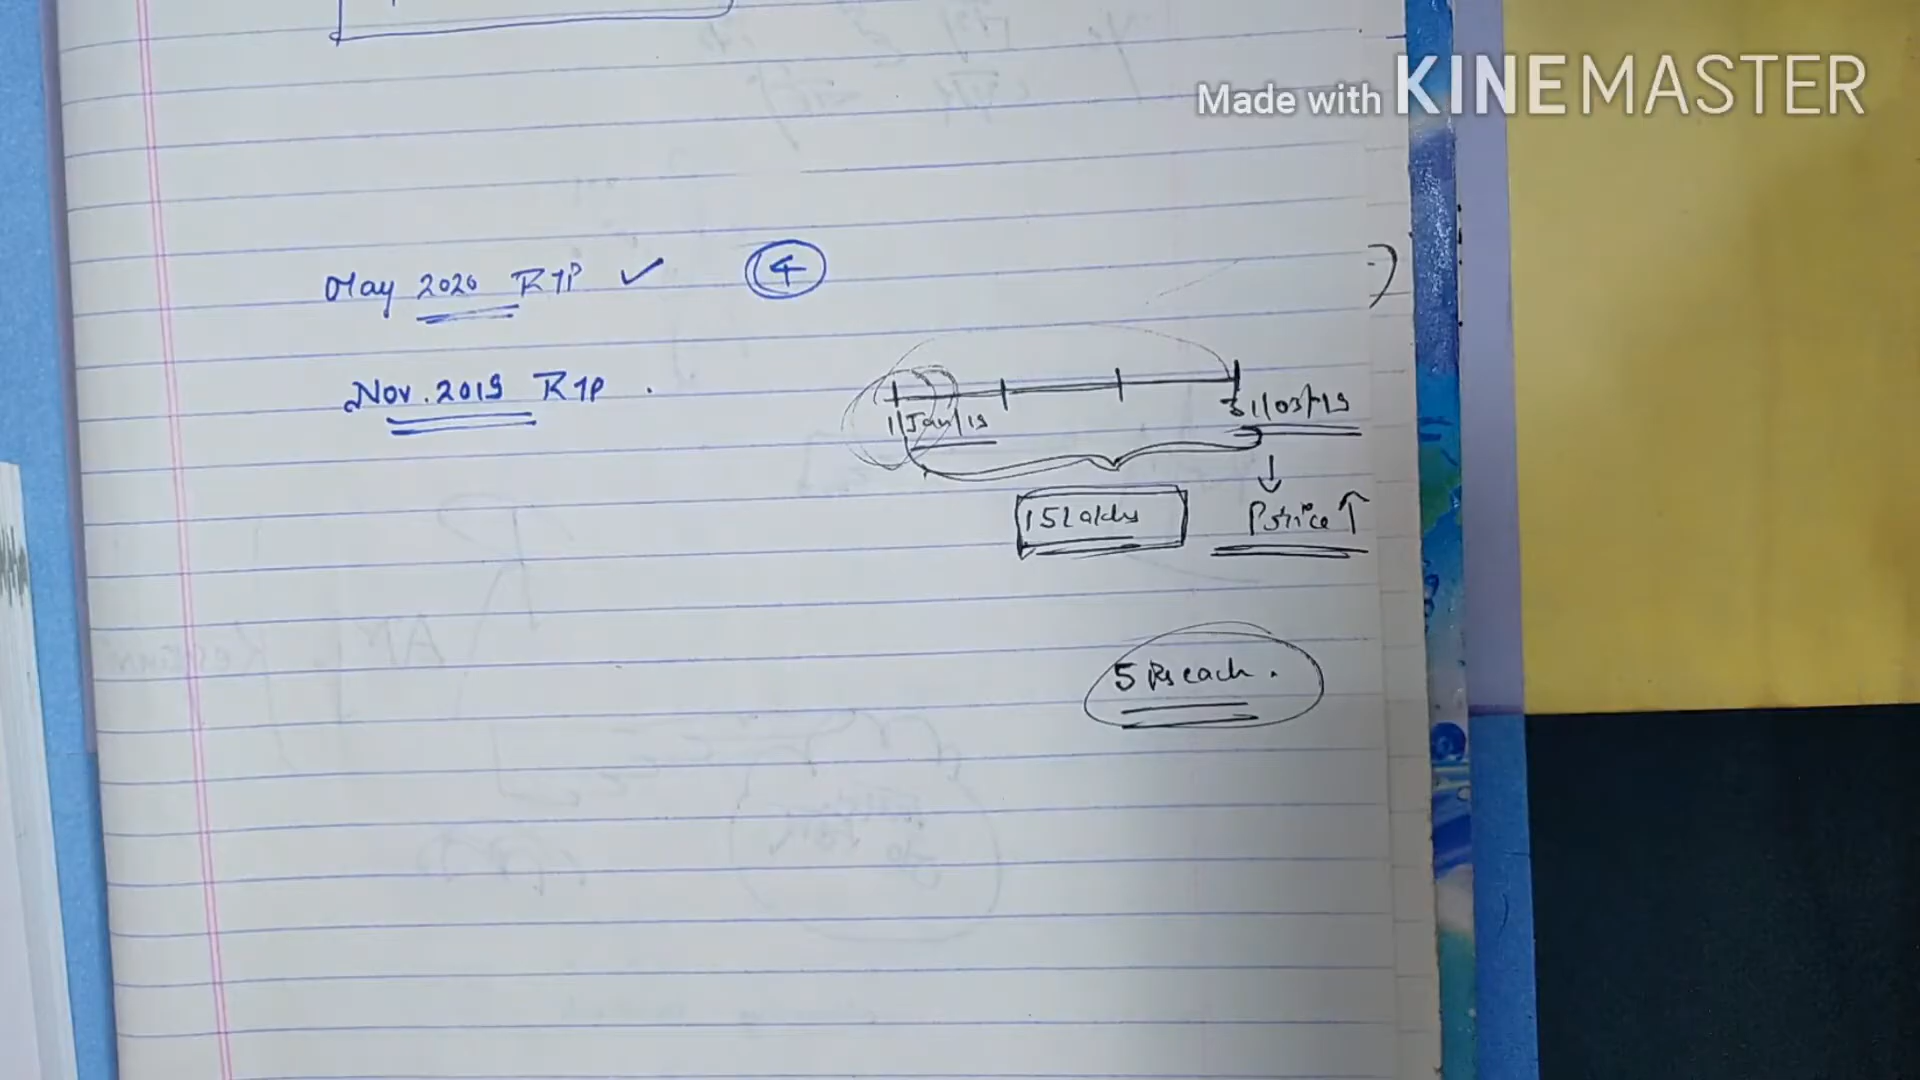 Made with KINEMASTER
May 2020 RTP ✓ 4
Nov. 2019 RTP .
1/Jan/19 31/03/19
15 Lakhs Price ↑
5 Rs each .